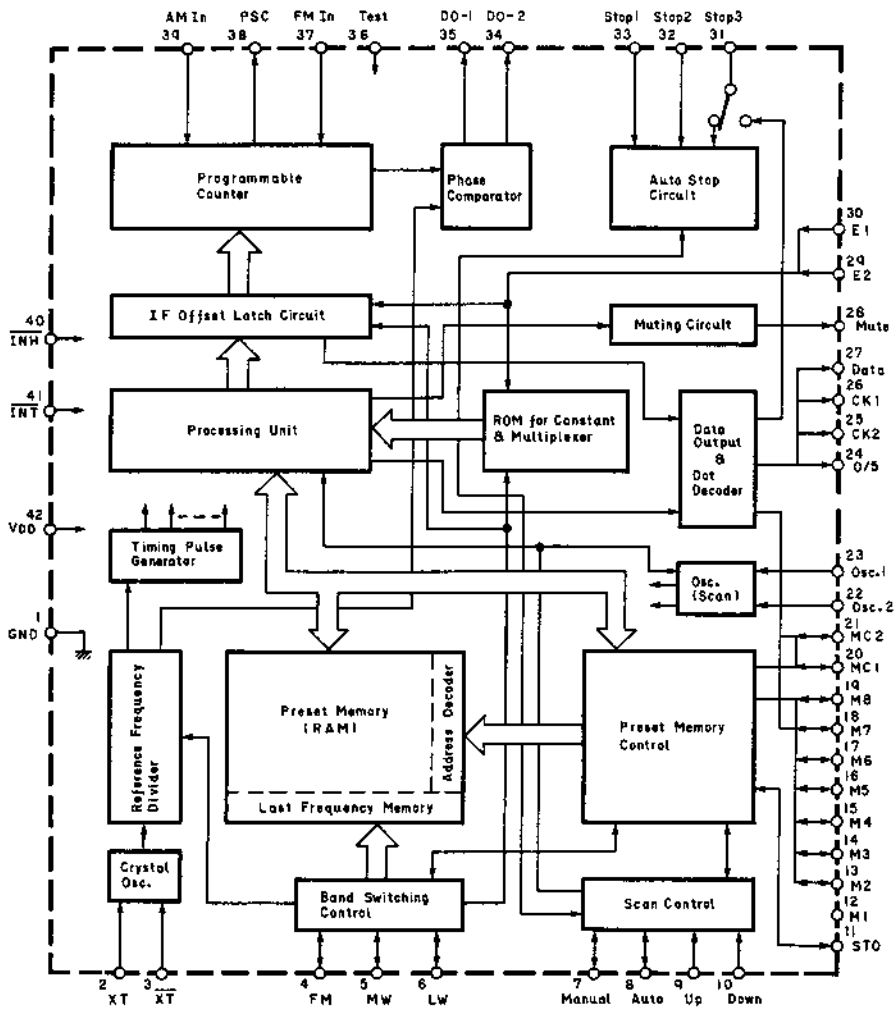 AM In PSC FM In Test DO-1 DO-2 Stop1 Stop2 Stop3
39 38 37 36 35 34 33 32 31
Programmable
Counter
Phase
Comparator
Auto Stop
Circuit
30
E1
29
E2
IF Offset Latch Circuit
Muting Circuit
28
Mute
40
INH
27
Data
26
CK1
41
INT
Processing Unit
ROM for Constant
& Multiplexer
Data
Output
&
Dot
Decoder
25
CK2
24
O/S
42
VDD
Timing Pulse
Generator
23
Osc.1
Osc.
(Scan)
22
Osc.2
1
GND
21
MC2
20
MC1
Reference Frequency
Divider
Preset Memory
(RAM)
Address Decoder
Last Frequency Memory
Preset Memory
Control
19
M8
18
M7
17
M6
16
M5
15
M4
14
M3
13
M2
12
M1
11
STO
Crystal
Osc.
Band Switching
Control
Scan Control
2 3 4 5 6 7 8 9 10
XT XT FM MW LW Manual Auto Up Down